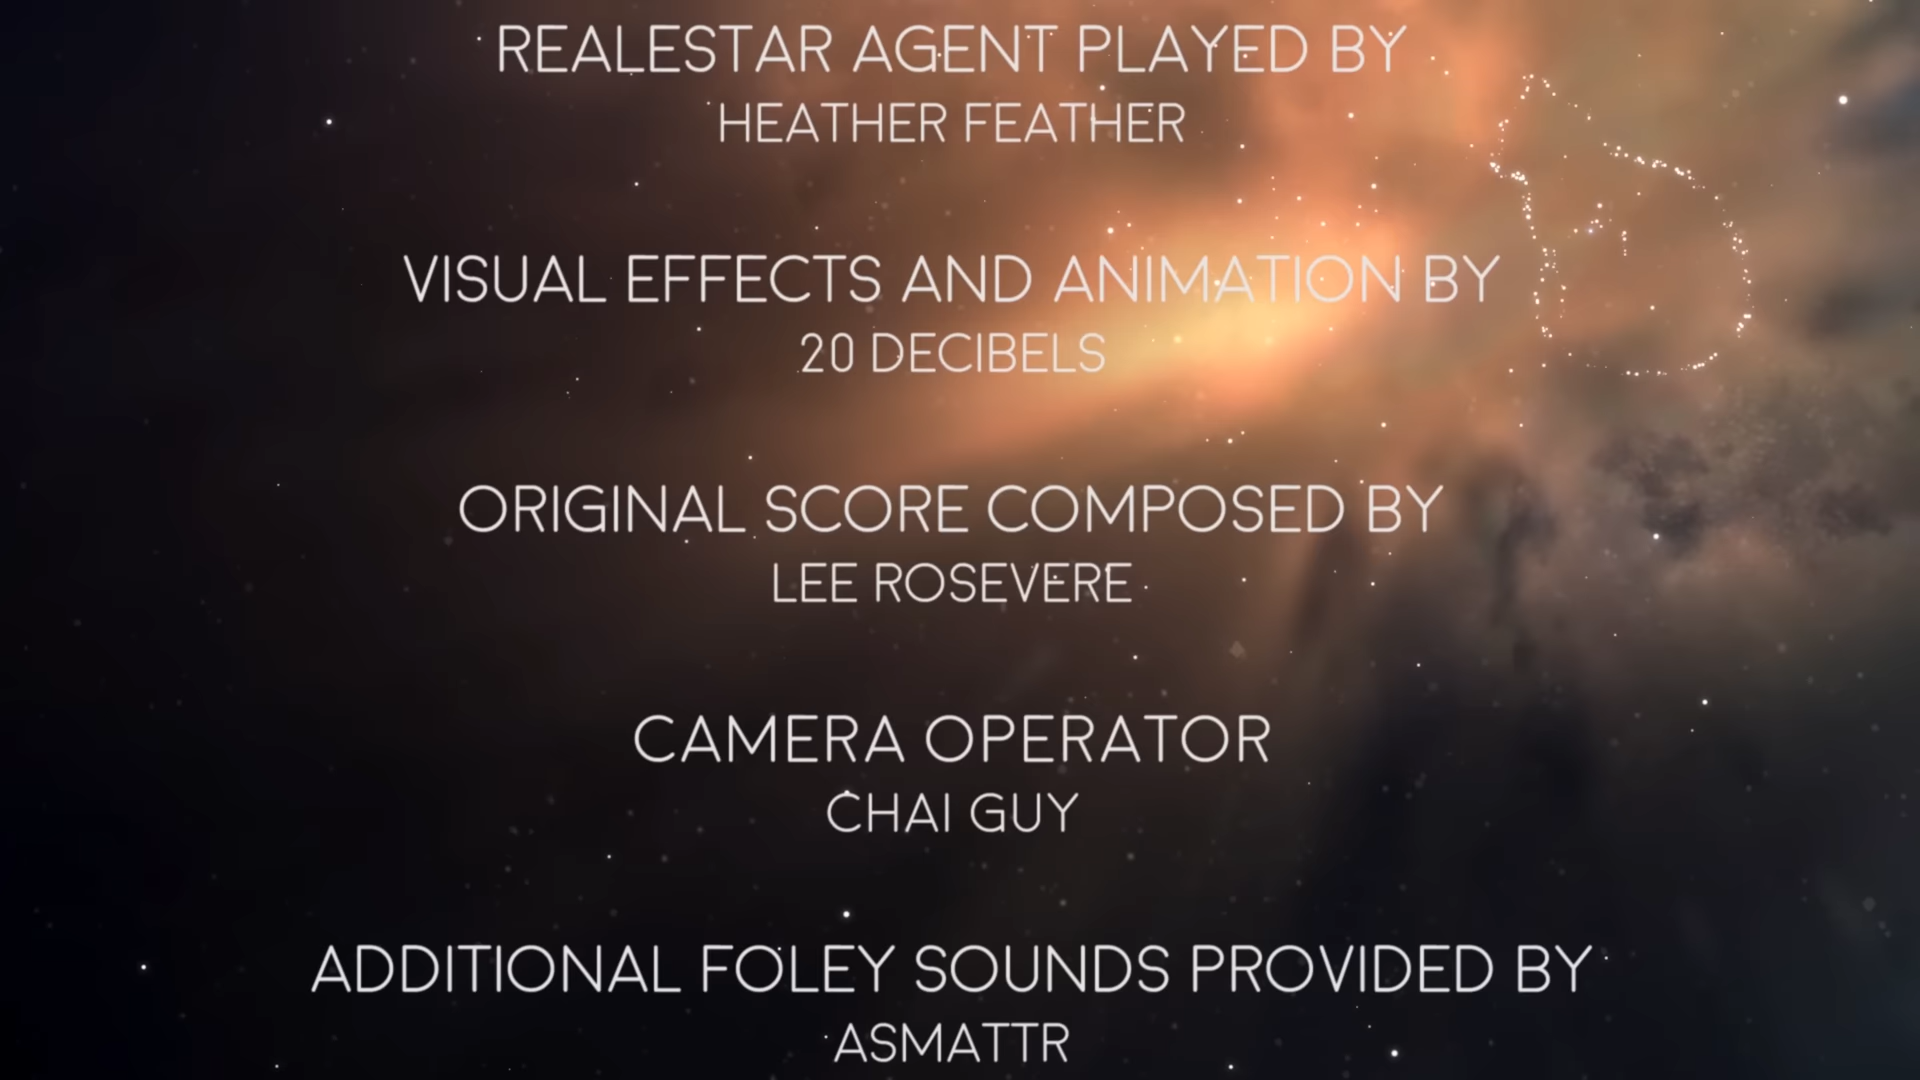 REALESTAR AGENT PLAYED BY
HEATHER FEATHER
VISUAL EFFECTS AND ANIMATION BY
20 DECIBELS
ORIGINAL SCORE COMPOSED BY
LEE ROSEVERE
CAMERA OPERATOR
CHAI GUY
ADDITIONAL FOLEY SOUNDS PROVIDED BY
ASMATTR